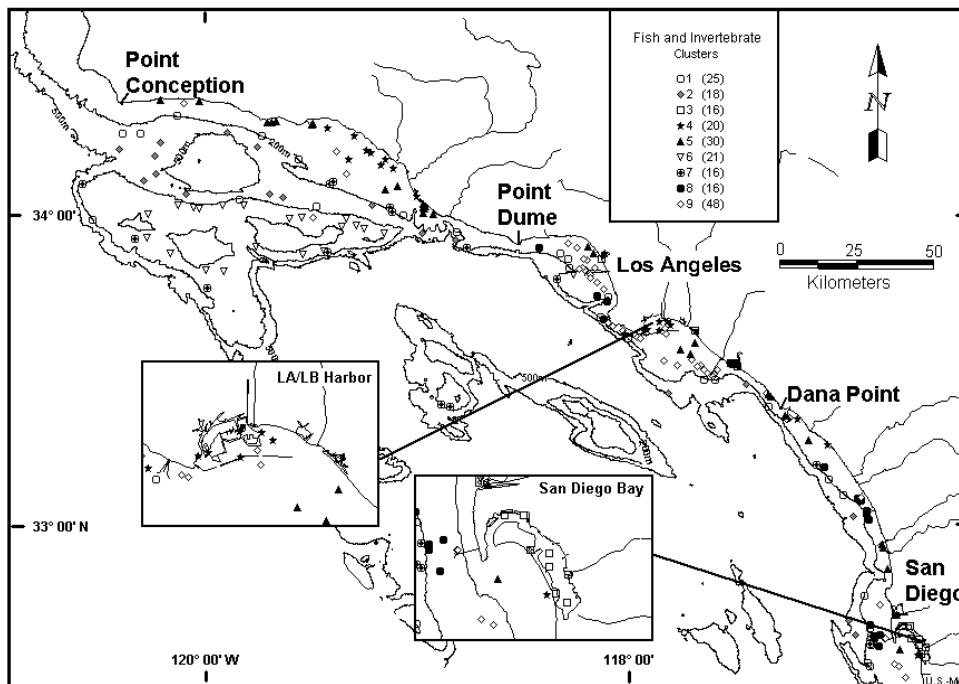 Point
Conception
500m
200m
Fish and Invertebrate
Clusters
1 (25)
2 (18)
3 (16)
4 (20)
5 (30)
6 (21)
7 (16)
8 (16)
9 (48)
N
34° 00'
Point
Dume
0 25 50
Kilometers
Los Angeles
LA/LB Harbor
500m
Dana Point
San Diego Bay
33° 00' N
San
Diego
120° 00' W
118° 00'
U.S.-M